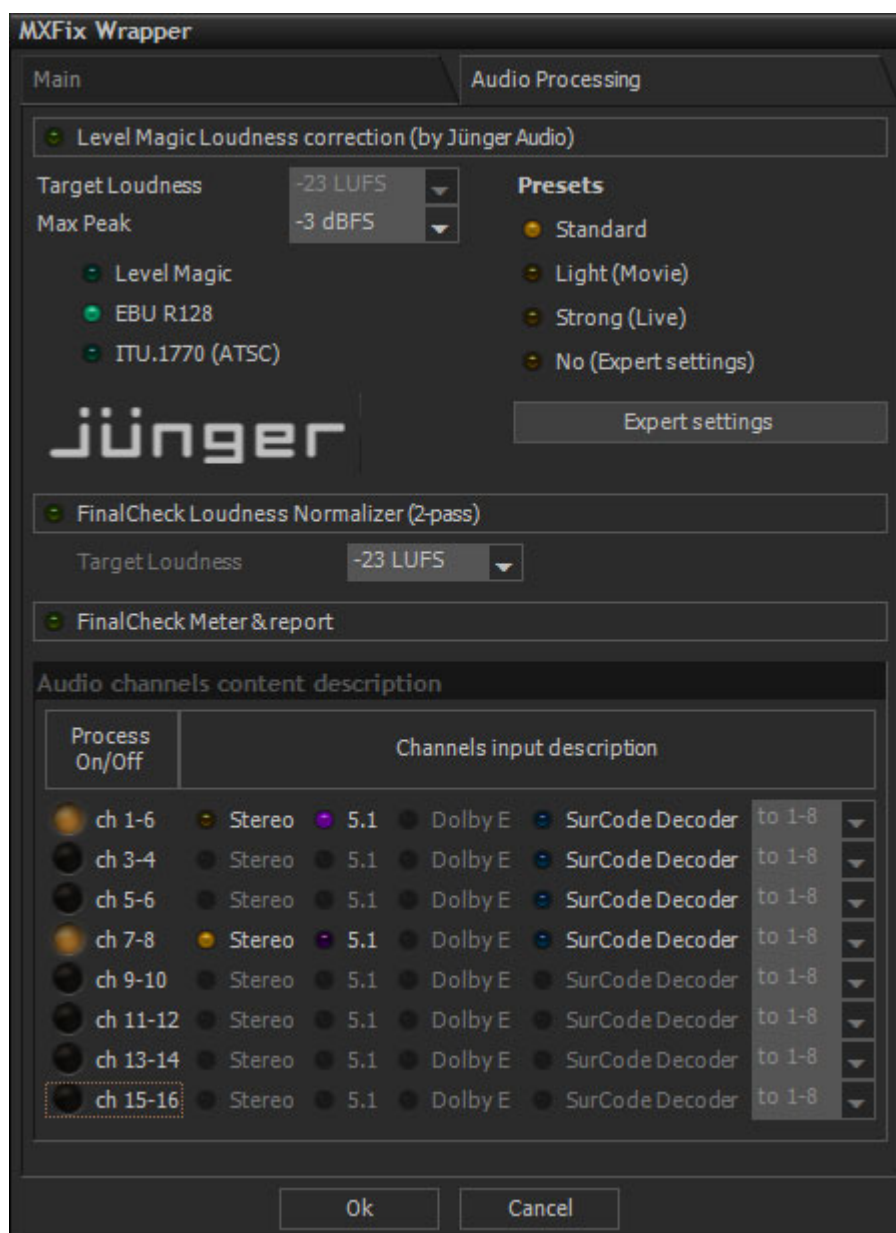 MXFix Wrapper
Main
Audio Processing
Level Magic Loudness correction (by Jünger Audio)
Target Loudness -23 LUFS
Max Peak -3 dBFS
Level Magic
EBU R128
ITU.1770 (ATSC)
Presets
Standard
Light (Movie)
Strong (Live)
No (Expert settings)
Expert settings
jünger
FinalCheck Loudness Normalizer (2-pass)
Target Loudness -23 LUFS
FinalCheck Meter & report
Audio channels content description
Process
On/Off
Channels input description
ch 1-6 Stereo 5.1 Dolby E SurCode Decoder to 1-8
ch 3-4 Stereo 5.1 Dolby E SurCode Decoder to 1-8
ch 5-6 Stereo 5.1 Dolby E SurCode Decoder to 1-8
ch 7-8 Stereo 5.1 Dolby E SurCode Decoder to 1-8
ch 9-10 Stereo 5.1 Dolby E SurCode Decoder to 1-8
ch 11-12 Stereo 5.1 Dolby E SurCode Decoder to 1-8
ch 13-14 Stereo 5.1 Dolby E SurCode Decoder to 1-8
ch 15-16 Stereo 5.1 Dolby E SurCode Decoder to 1-8
Ok Cancel